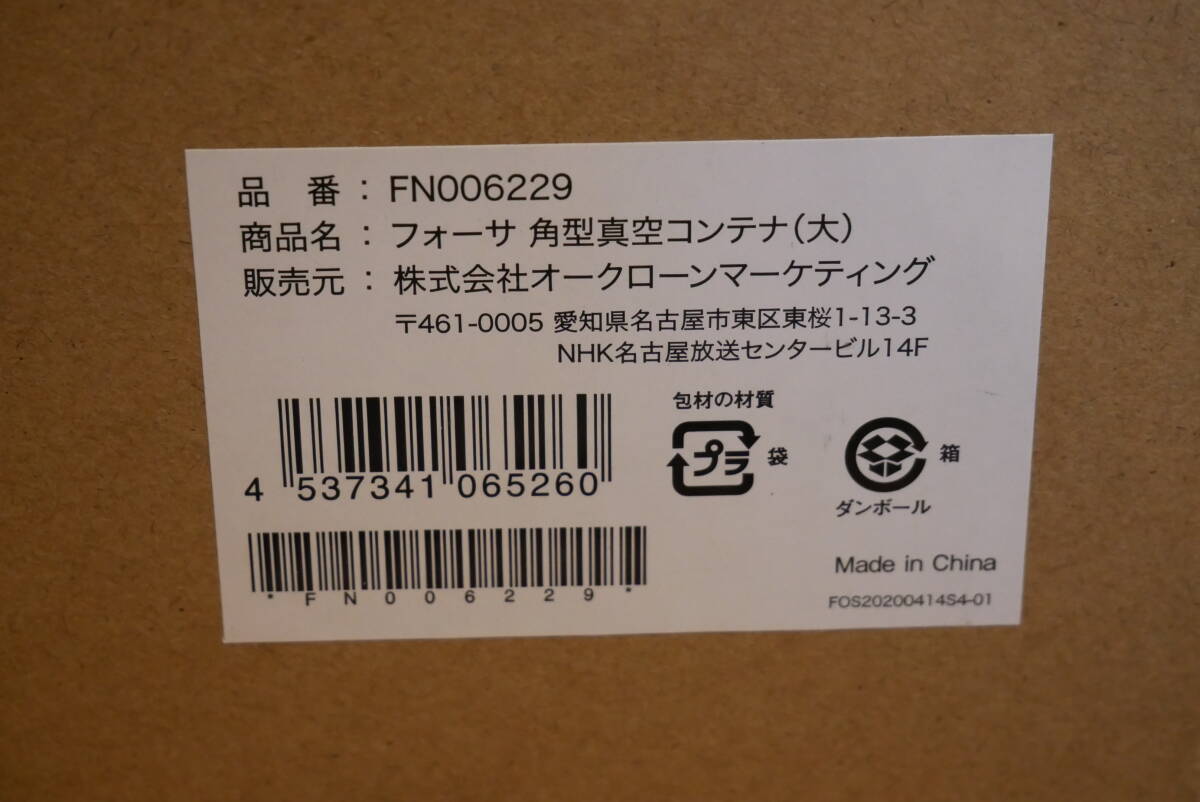 品 番 : FN006229
商品名 : フォーサ 角型真空コンテナ(大)
販売元 : 株式会社オークローンマーケティング
〒461-0005 愛知県名古屋市東区東桜1-13-3
NHK名古屋放送センタービル14F
4 537341 065260
*FN006229*
包材の材質
プラ 袋
箱
ダンボール
Made in China
FOS20200414S4-01